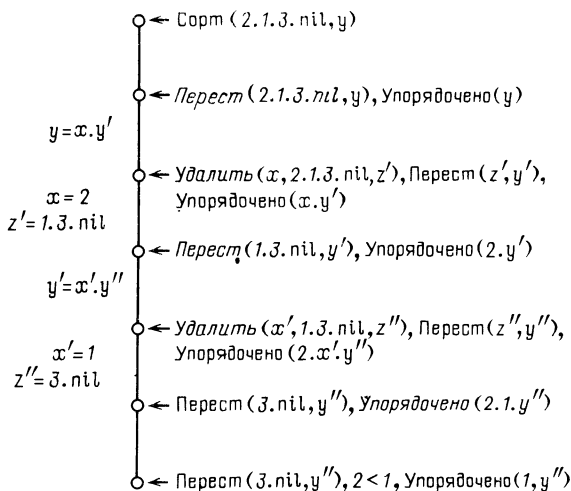 Сорт (2.1.3.nil, y)
Перест (2.1.3.nil, y), Упорядочено (y)
y = x.y′
Удалить (x, 2.1.3.nil, z′), Перест (z′, y′),
Упорядочено (x.y′)
x = 2
z′ = 1.3.nil
Перест (1.3.nil, y′), Упорядочено (2.y′)
y′ = x′.y″
Удалить (x′, 1.3.nil, z″), Перест (z″, y″),
Упорядочено (2.x′.y″)
x′ = 1
z″ = 3.nil
Перест (3.nil, y″), Упорядочено (2.1.y″)
Перест (3.nil, y″), 2 < 1, Упорядочено (1, y″)